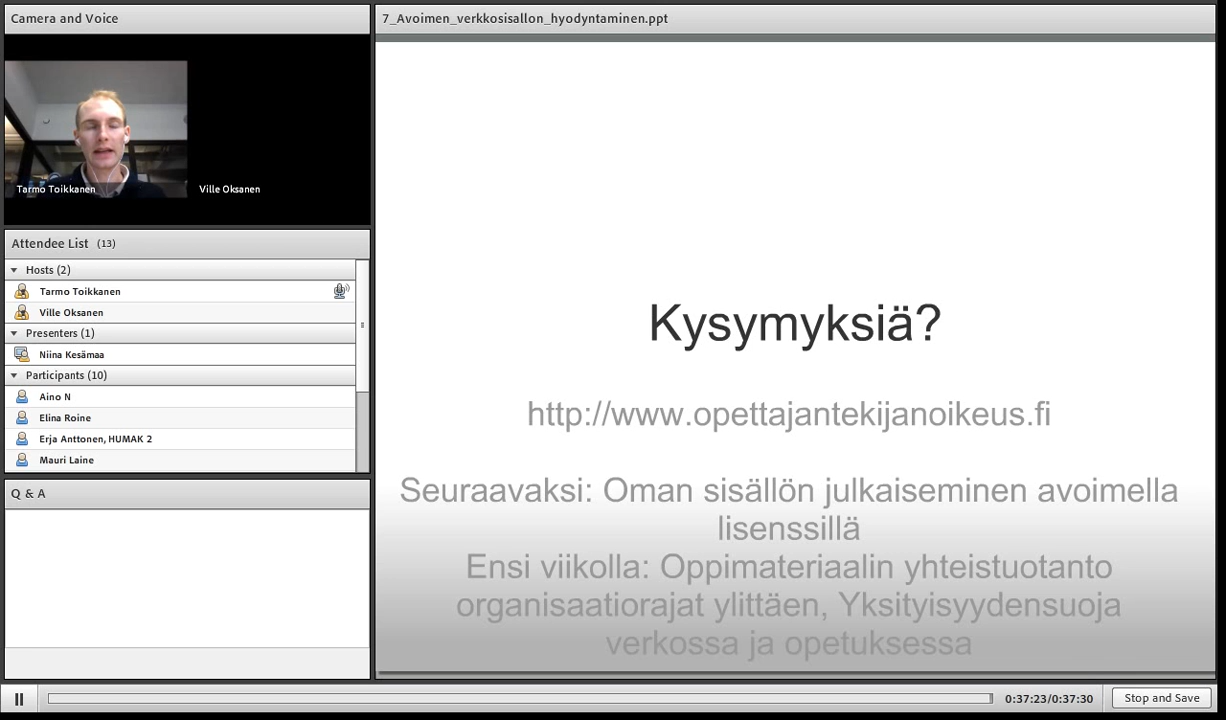 Camera and Voice
Tarmo Toikkanen
Ville Oksanen
Attendee List (13)
Hosts (2)
Tarmo Toikkanen
Ville Oksanen
Presenters (1)
Niina Kesämaa
Participants (10)
Aino N
Elina Roine
Erja Anttonen, HUMAK 2
Mauri Laine
Q & A
7_Avoimen_verkkosisallon_hyodyntaminen.ppt
Kysymyksiä?
http://www.opettajantekijanoikeus.fi
Seuraavaksi: Oman sisällön julkaiseminen avoimella
lisenssillä
Ensi viikolla: Oppimateriaalin yhteistuotanto
organisaatiorajat ylittäen, Yksityisyydensuoja
verkossa ja opetuksessa
0:37:23/0:37:30
Stop and Save